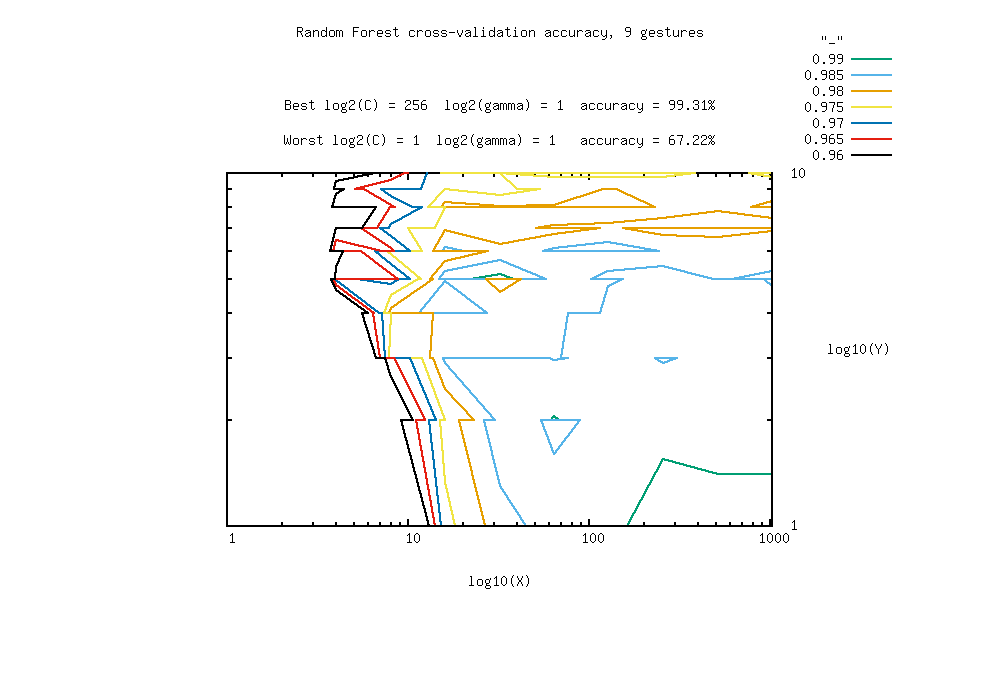 Random Forest cross-validation accuracy, 9 gestures
"_"
0.99
0.985
0.98
0.975
0.97
0.965
0.96
Best log2(C) = 256 log2(gamma) = 1 accuracy = 99.31%
Worst log2(C) = 1 log2(gamma) = 1 accuracy = 67.22%
10
log10(Y)
1
1 10 100 1000
log10(X)